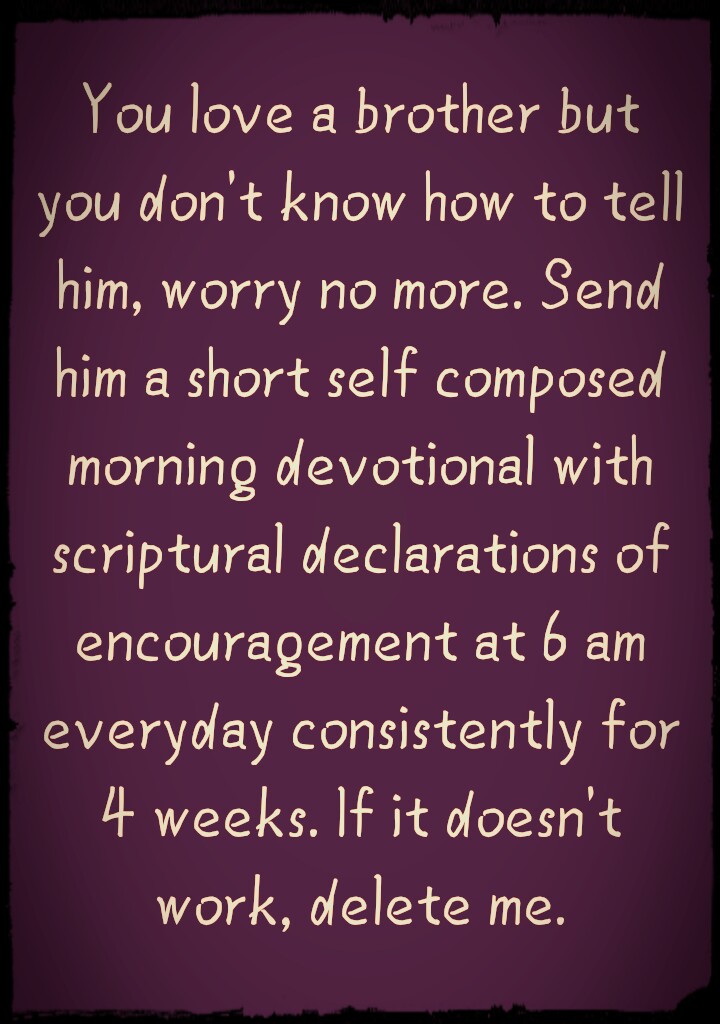 You love a brother but
you don't know how to tell
him, worry no more. Send
him a short self composed
morning devotional with
scriptural declarations of
encouragement at 6 am
everyday consistently for
4 weeks. If it doesn't
work, delete me.